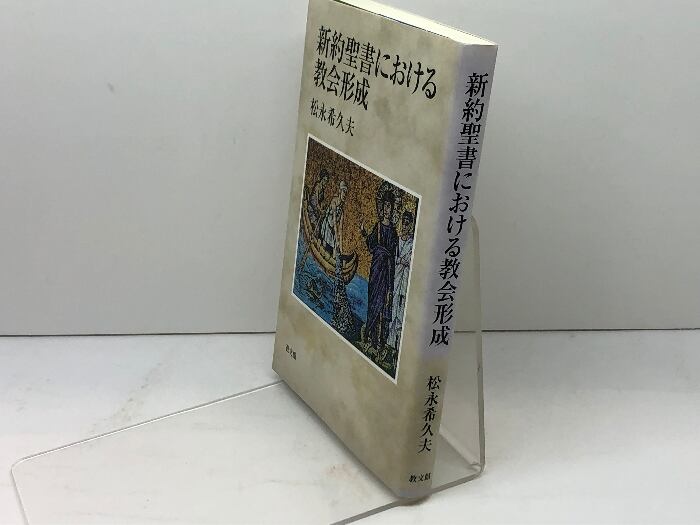 新約聖書における
教会形成
松永希久夫
教文館
新約聖書における教会形成
松永希久夫
教文館